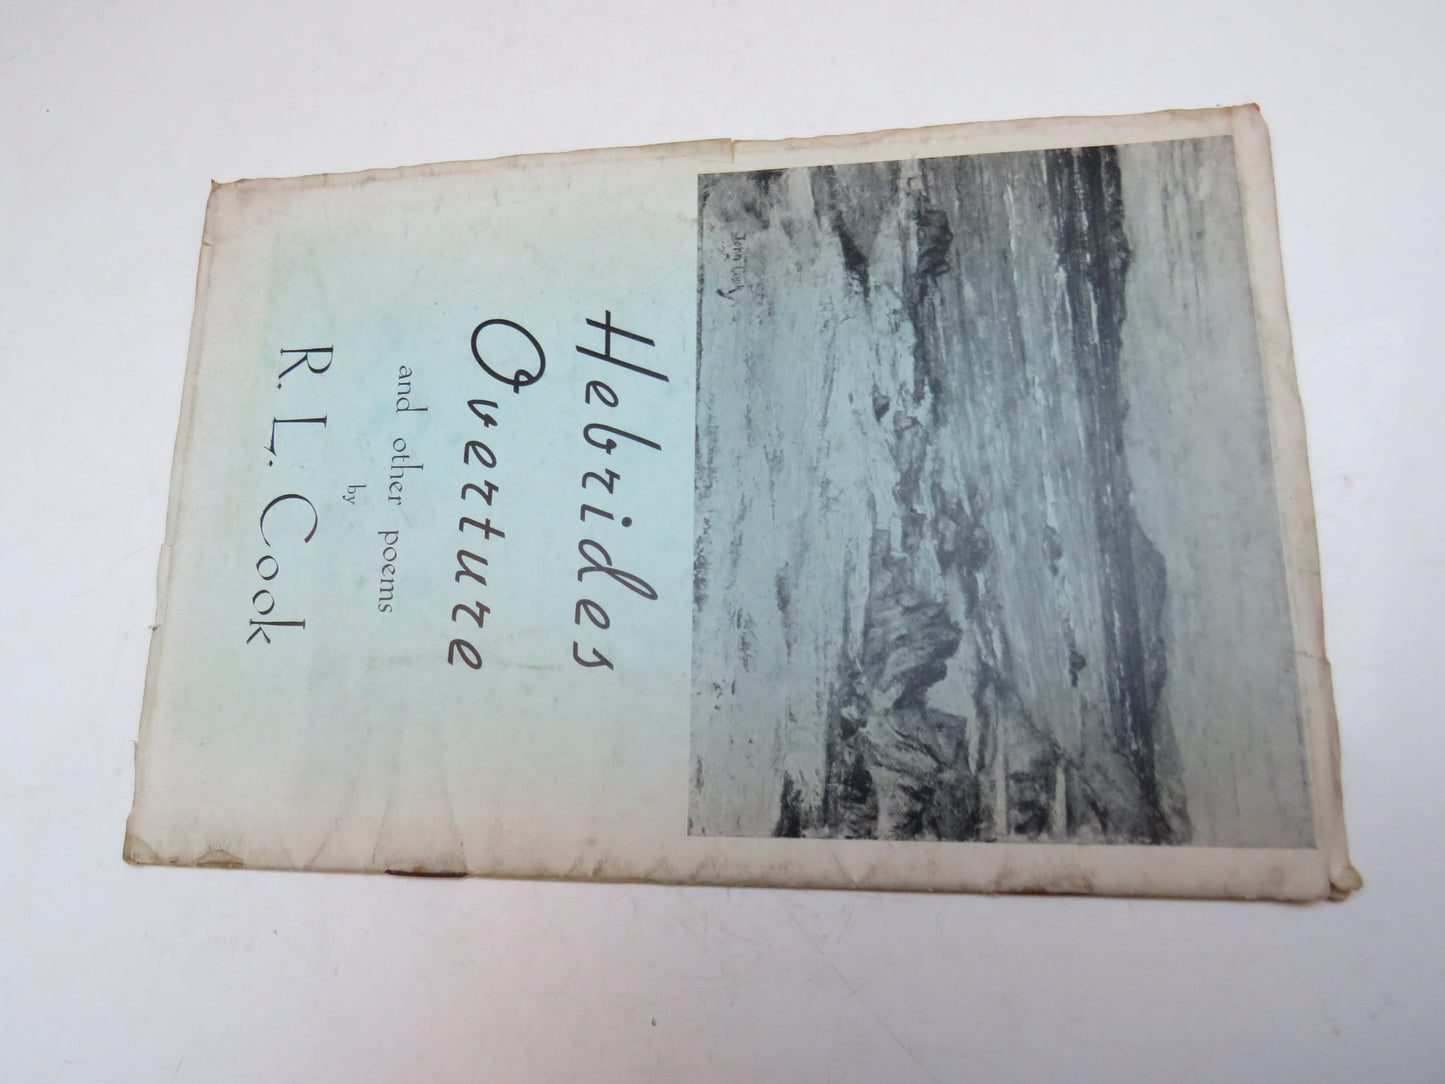 Hebrides
Overture
and other poems
by
R. L. Cook